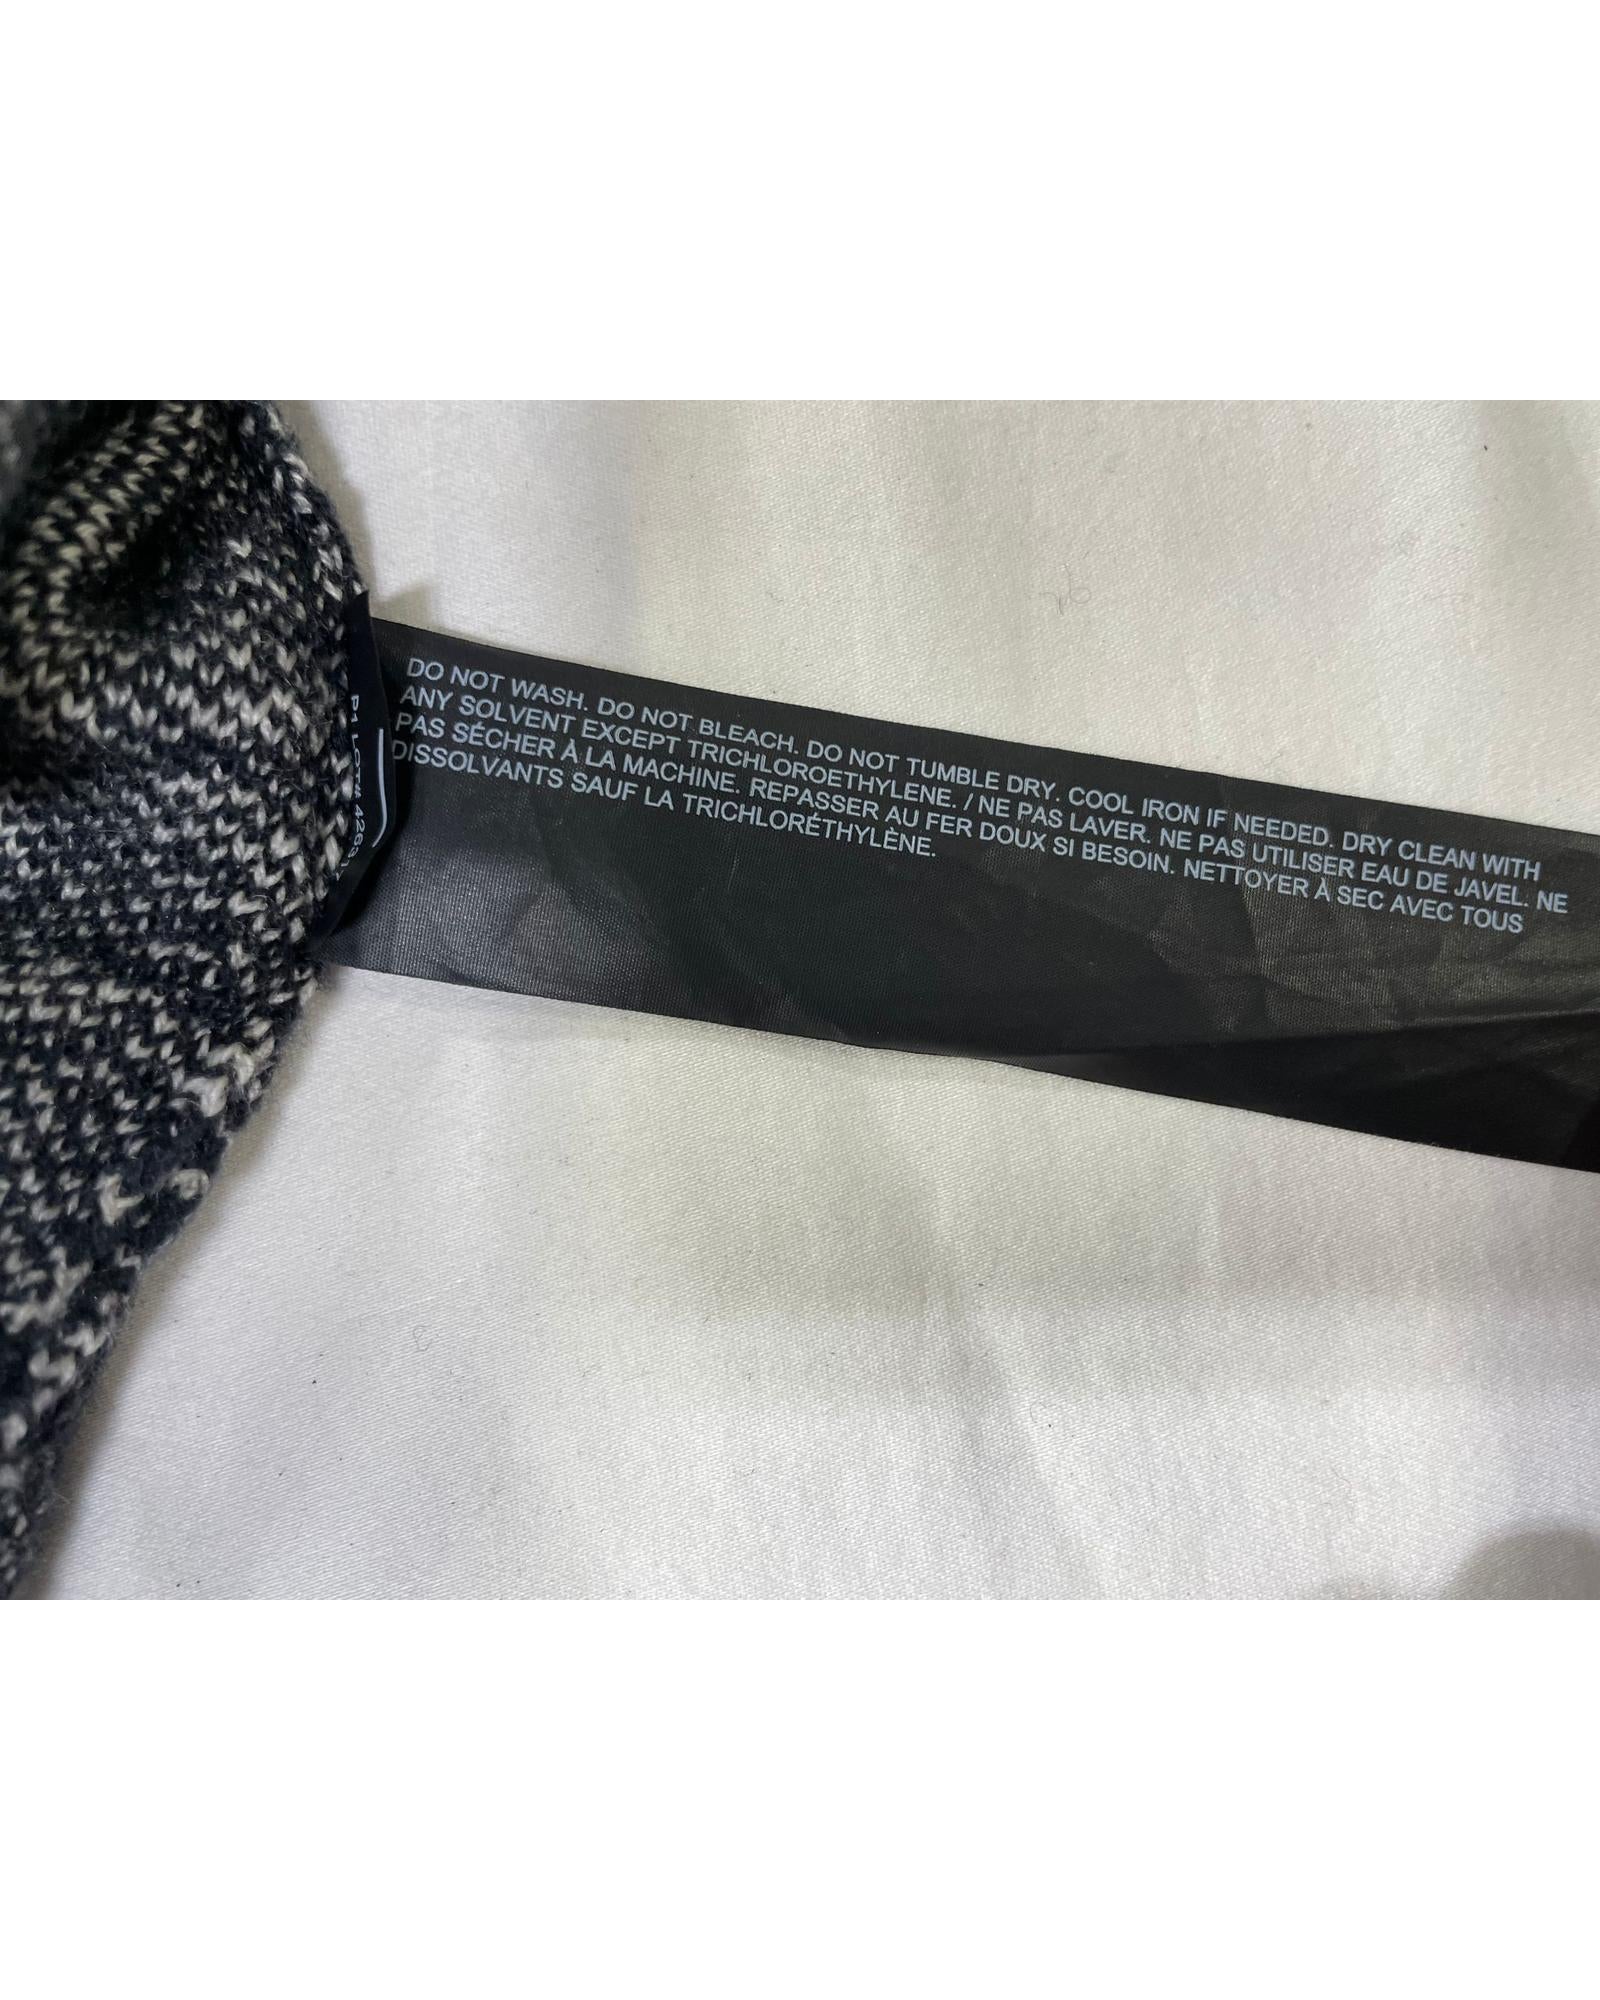 DO NOT WASH. DO NOT BLEACH. DO NOT TUMBLE DRY. COOL IRON IF NEEDED. DRY CLEAN WITH
ANY SOLVENT EXCEPT TRICHLOROETHYLENE. / NE PAS LAVER. NE PAS UTILISER EAU DE JAVEL. NE
PAS SÉCHER À LA MACHINE. REPASSER AU FER DOUX SI BESOIN. NETTOYER À SEC AVEC TOUS
DISSOLVANTS SAUF LA TRICHLORÉTHYLÈNE.
P1 LOT#